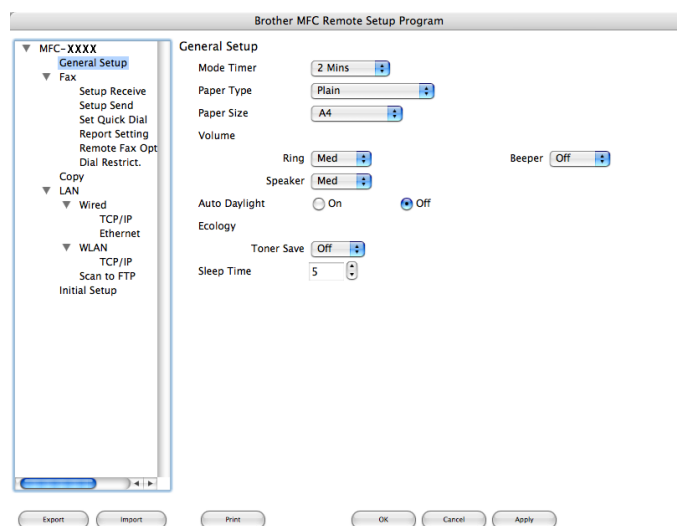 Brother MFC Remote Setup Program
MFC-XXXX
General Setup
Fax
Setup Receive
Setup Send
Set Quick Dial
Report Setting
Remote Fax Opt
Dial Restrict.
Copy
LAN
Wired
TCP/IP
Ethernet
WLAN
TCP/IP
Scan to FTP
Initial Setup
General Setup
Mode Timer 2 Mins
Paper Type Plain
Paper Size A4
Volume
Ring Med Beeper Off
Speaker Med
Auto Daylight On Off
Ecology
Toner Save Off
Sleep Time 5
Export Import Print OK Cancel Apply